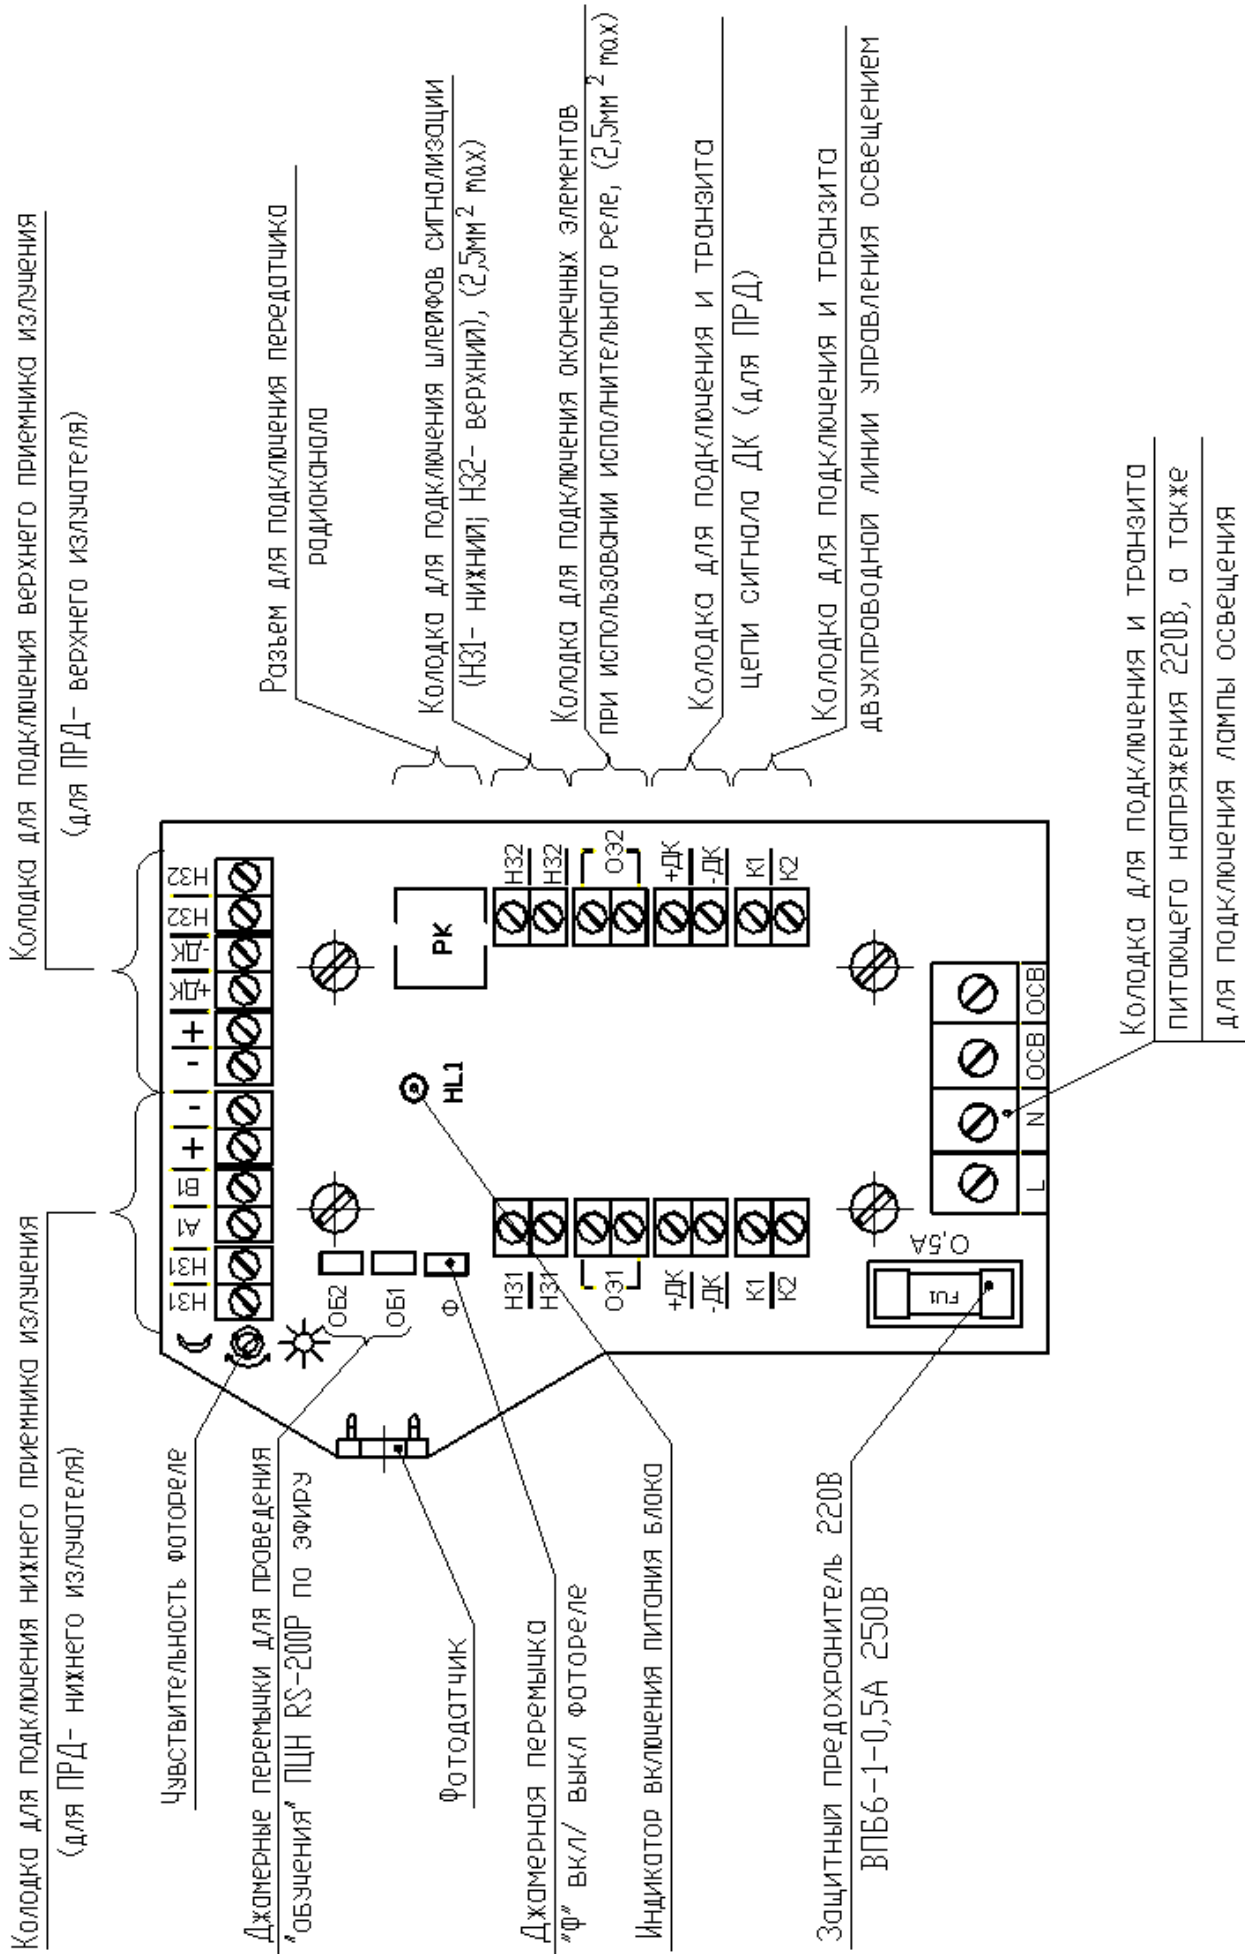 Колодка для подключения нижнего приемника излучения
(для ПРД- нижнего излучателя)
Колодка для подключения верхнего приемника излучения
(для ПРД- верхнего излучателя)
Чувствительность фотореле
Джамперные перемычки для проведения
"обучения" ПЦН RS-200Р по эфиру
Фотодатчик
Джамперная перемычка
"Ф" вкл/ выкл фотореле
Индикатор включения питания блока
Защитный предохранитель 220В
ВПБ6-1-0,5А 250В
НЗ1
НЗ1
А1
В1
+
-
-
+
+ДК
-ДК
НЗ2
НЗ2
ОБ2
ОБ1
Ф
HL1
РК
НЗ1
НЗ1
ОЭ1
+ДК
-ДК
К1
К2
НЗ2
НЗ2
ОЭ2
+ДК
-ДК
К1
К2
0,5А
FU1
L
N
ОСВ
ОСВ
Разъем для подключения передатчика
радиоканала
Колодка для подключения шлейфов сигнализации
(НЗ1- нижний; НЗ2- верхний), (2,5мм² max)
Колодка для подключения оконечных элементов
при использовании исполнительного реле, (2,5мм² max)
Колодка для подключения и транзита
цепи сигнала ДК (для ПРД)
Колодка для подключения и транзита
двухпроводной линии управления освещением
Колодка для подключения и транзита
питающего напряжения 220В, а также
для подключения лампы освещения